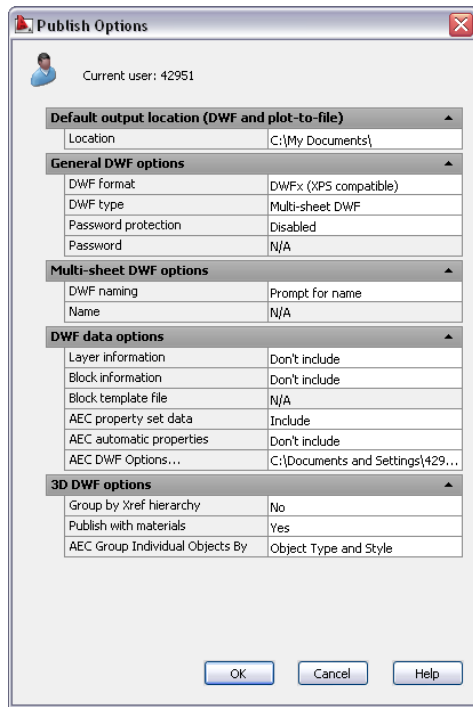 Publish Options
Current user: 42951
Default output location (DWF and plot-to-file)
Location C:\My Documents\
General DWF options
DWF format DWFx (XPS compatible)
DWF type Multi-sheet DWF
Password protection Disabled
Password N/A
Multi-sheet DWF options
DWF naming Prompt for name
Name N/A
DWF data options
Layer information Don't include
Block information Don't include
Block template file N/A
AEC property set data Include
AEC automatic properties Don't include
AEC DWF Options... C:\Documents and Settings\429...
3D DWF options
Group by Xref hierarchy No
Publish with materials Yes
AEC Group Individual Objects By Object Type and Style
OK Cancel Help